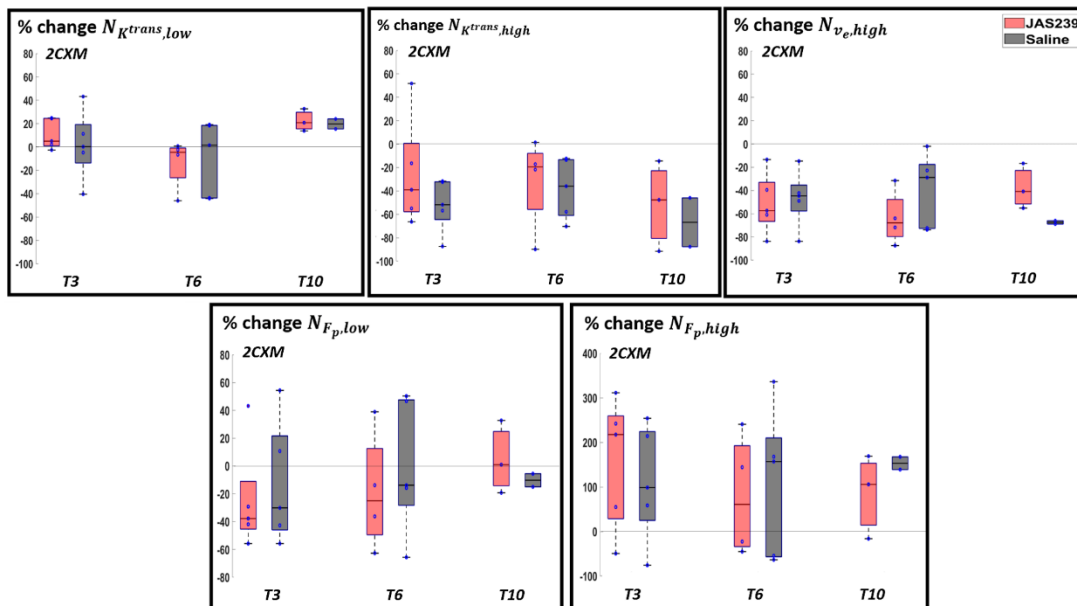 % change N_{K^{trans},low}
2CXM
80
60
40
20
0
-20
-40
-60
-80
-100
T3 T6 T10
% change N_{K^{trans},high}
2CXM
80
60
40
20
0
-20
-40
-60
-80
-100
T3 T6 T10
% change N_{v_e,high}
JAS239
Saline
2CXM
80
60
40
20
0
-20
-40
-60
-80
-100
T3 T6 T10
% change N_{F_p,low}
2CXM
80
60
40
20
0
-20
-40
-60
-80
T3 T6 T10
% change N_{F_p,high}
2CXM
400
300
200
100
0
-100
T3 T6 T10